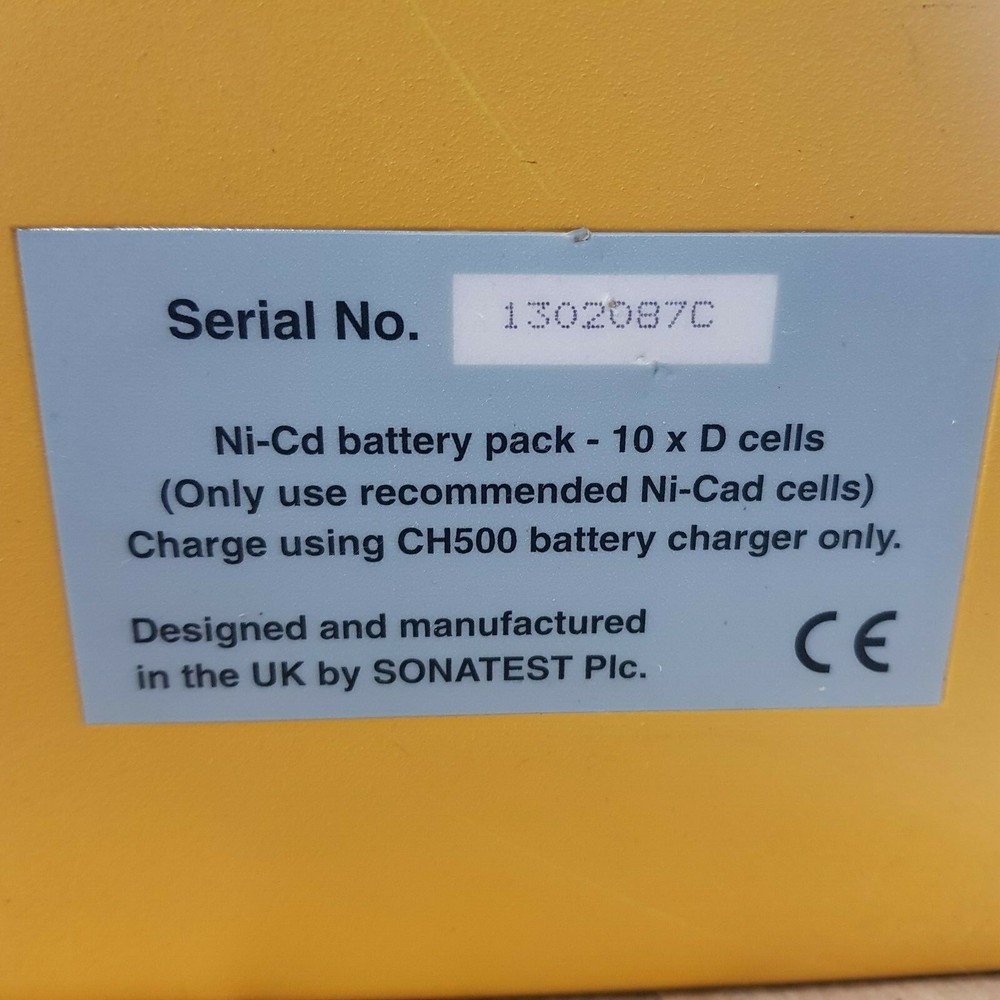 Serial No. 1302087C
Ni-Cd battery pack - 10 x D cells
(Only use recommended Ni-Cad cells)
Charge using CH500 battery charger only.
Designed and manufactured
in the UK by SONATEST Plc.
CE